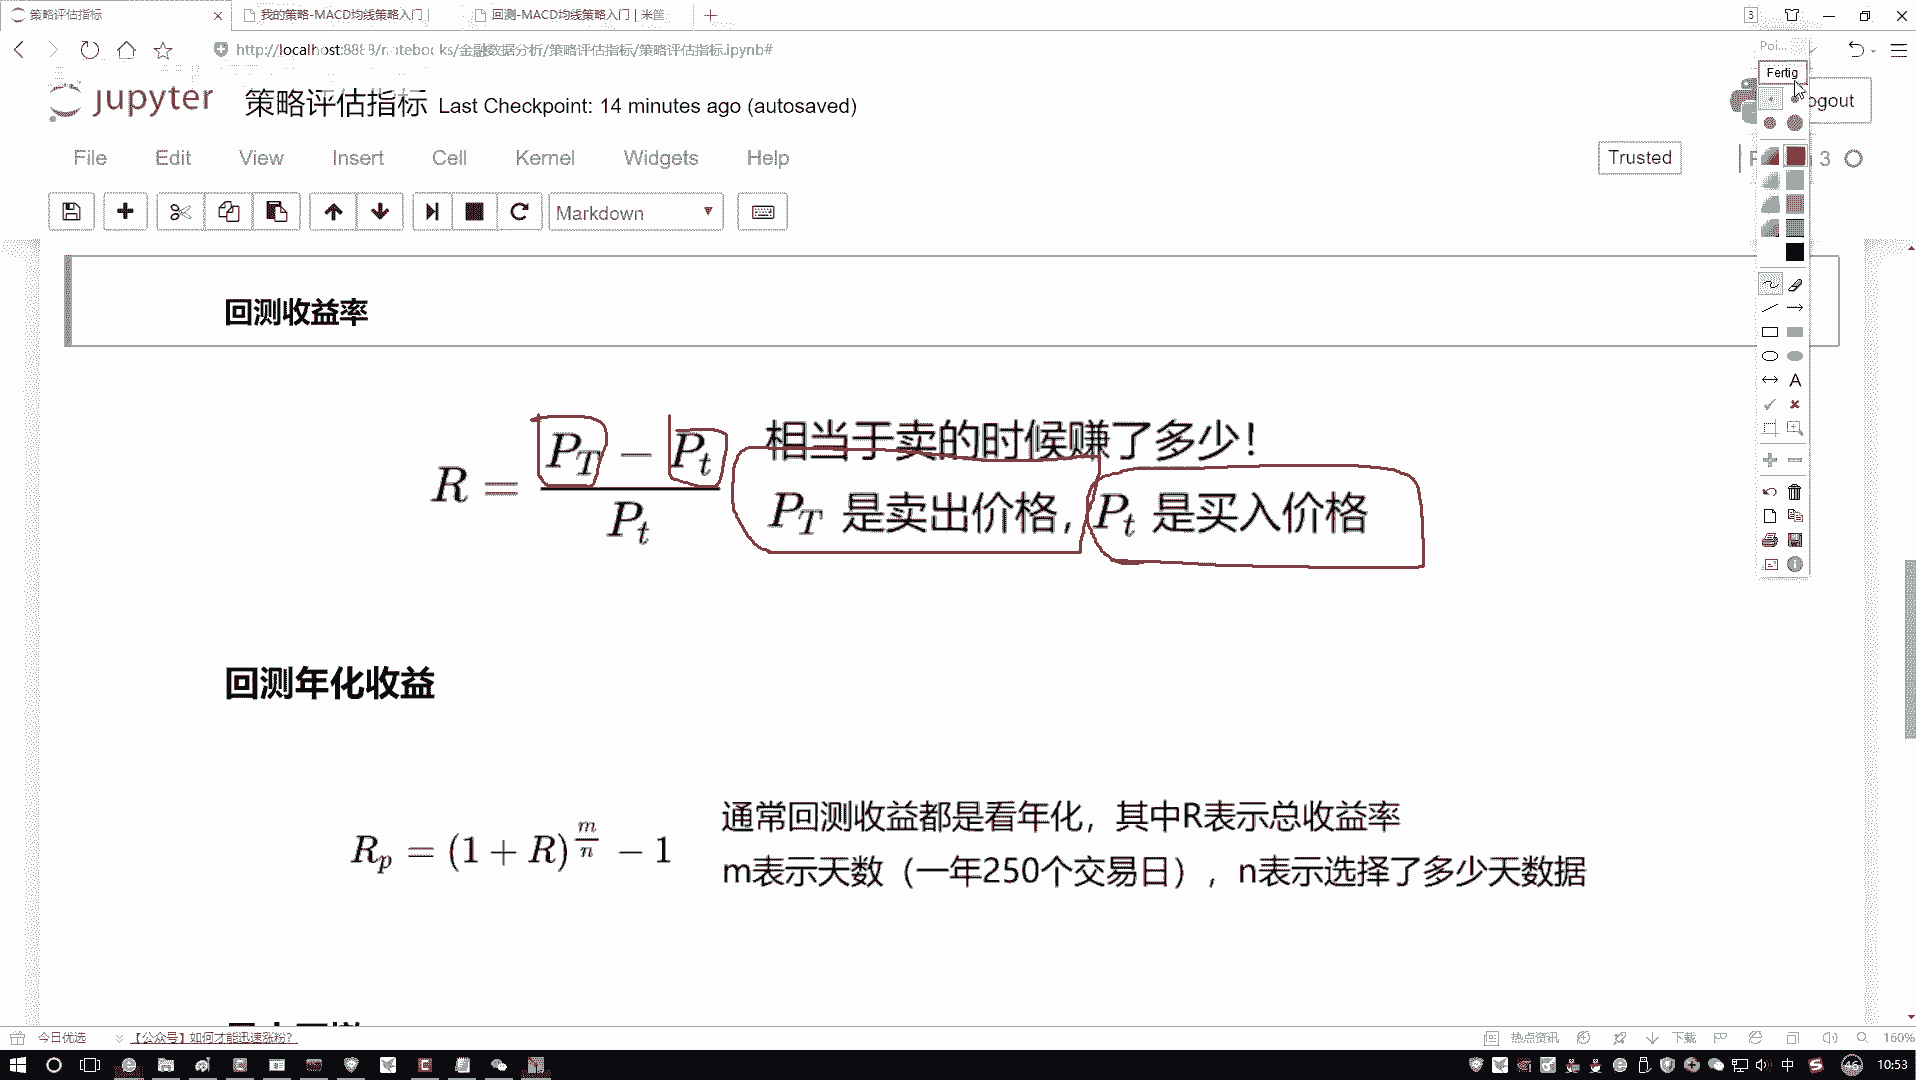 策略评估指标
我的策略-MACD均线策略入门 |
回测-MACD均线策略入门 | 米筐
3
http://localhost:8888/notebooks/金融数据分析/策略评估指标/策略评估指标.ipynb#
Poi...
Fertig
jupyter 策略评估指标 Last Checkpoint: 14 minutes ago (autosaved)
ogout
File Edit View Insert Cell Kernel Widgets Help
Trusted
3
Markdown
回测收益率
R = (P_T − P_t) / P_t
相当于卖的时候赚了多少!
P_T 是卖出价格, P_t 是买入价格
回测年化收益
R_p = (1 + R)^{m/n} − 1
通常回测收益都是看年化，其中R表示总收益率
m表示天数（一年250个交易日），n表示选择了多少天数据
今日优选
【公众号】如何才能迅速涨粉？
热点资讯
下载
160%
中
46
10:53